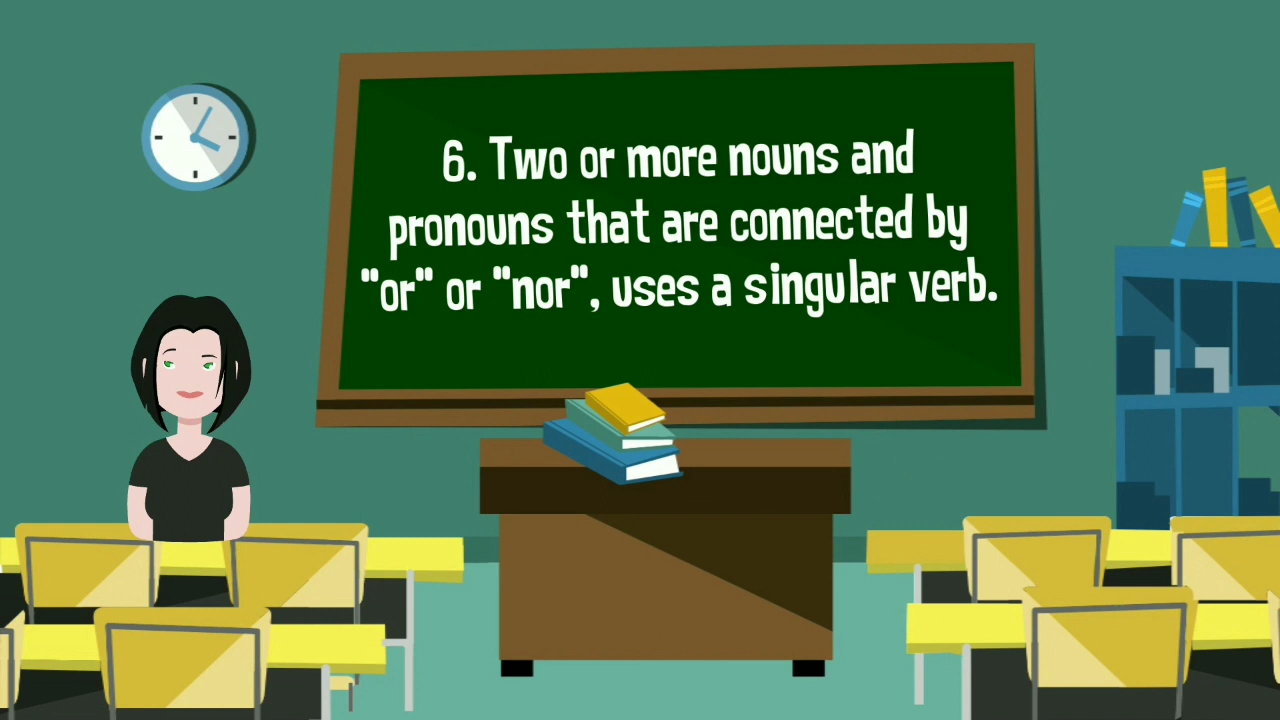 6. Two or more nouns and
pronouns that are connected by
"or" or "nor", uses a singular verb.